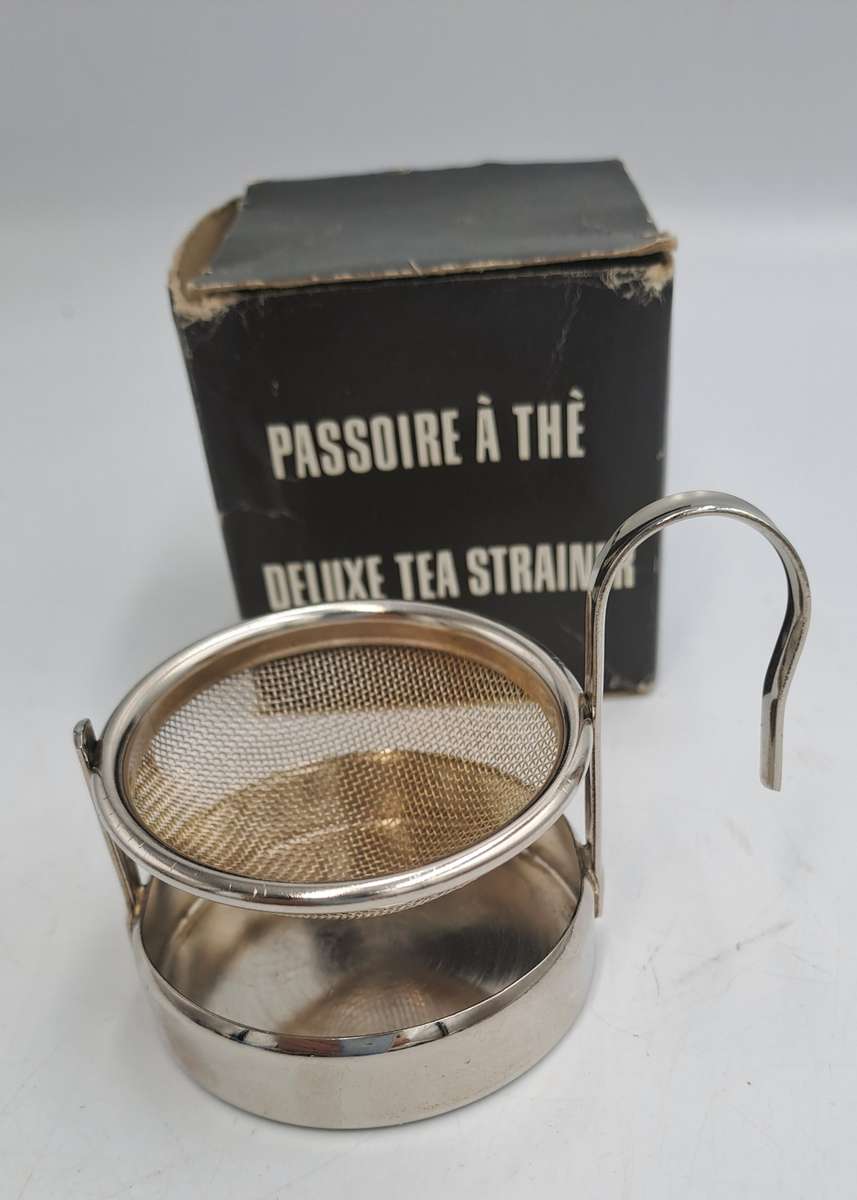 PASSOIRE À THÈ
DELUXE TEA STRAINER